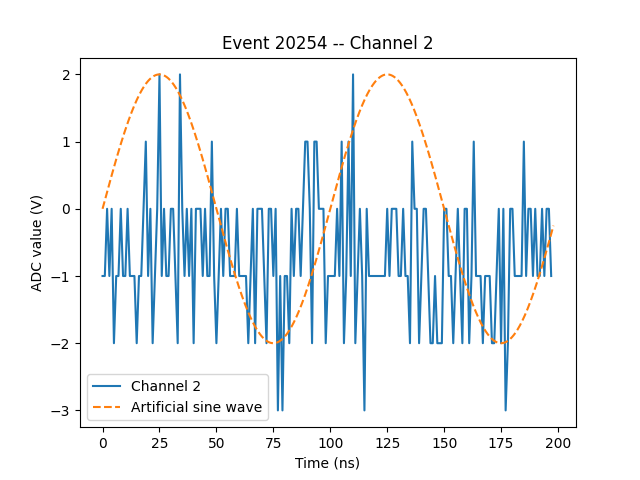 Event 20254 -- Channel 2
ADC value (V)
2
1
0
−1
−2
−3
Channel 2
Artificial sine wave
0 25 50 75 100 125 150 175 200
Time (ns)